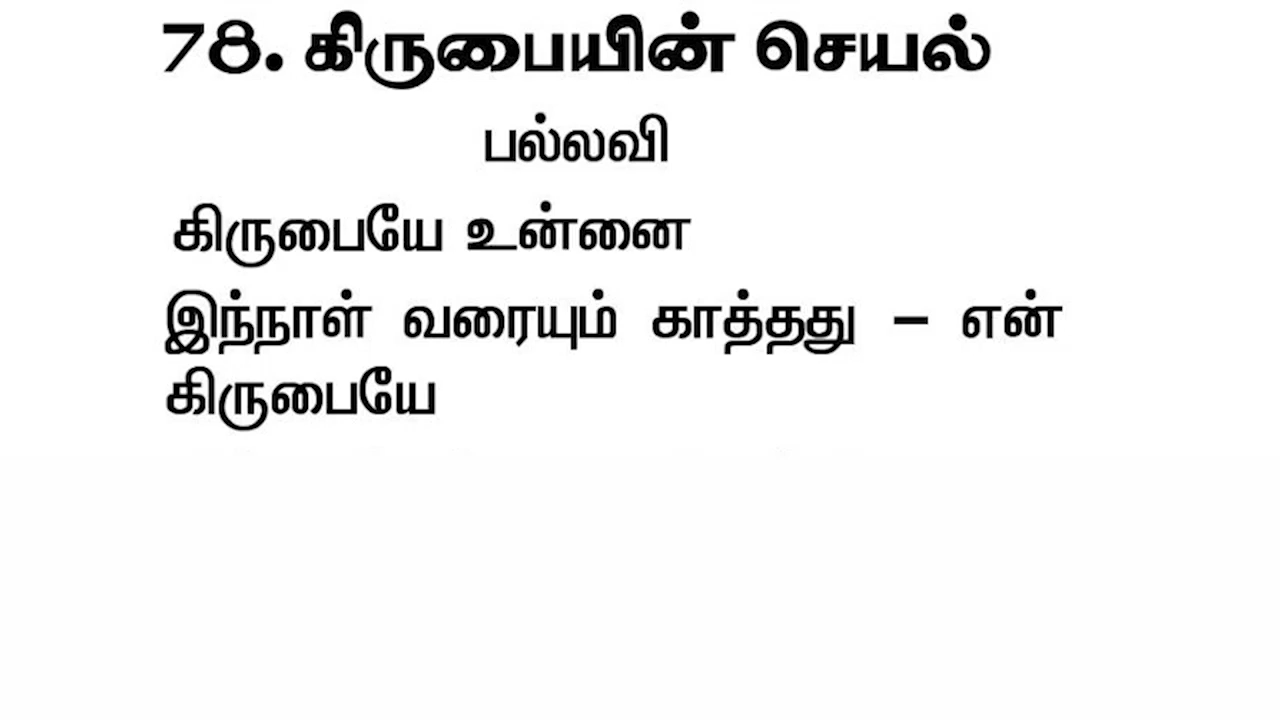 78. கிருபையின் செயல்
பல்லவி
கிருபையே உன்னை
இந்நாள் வரையும் காத்தது – என்
கிருபையே